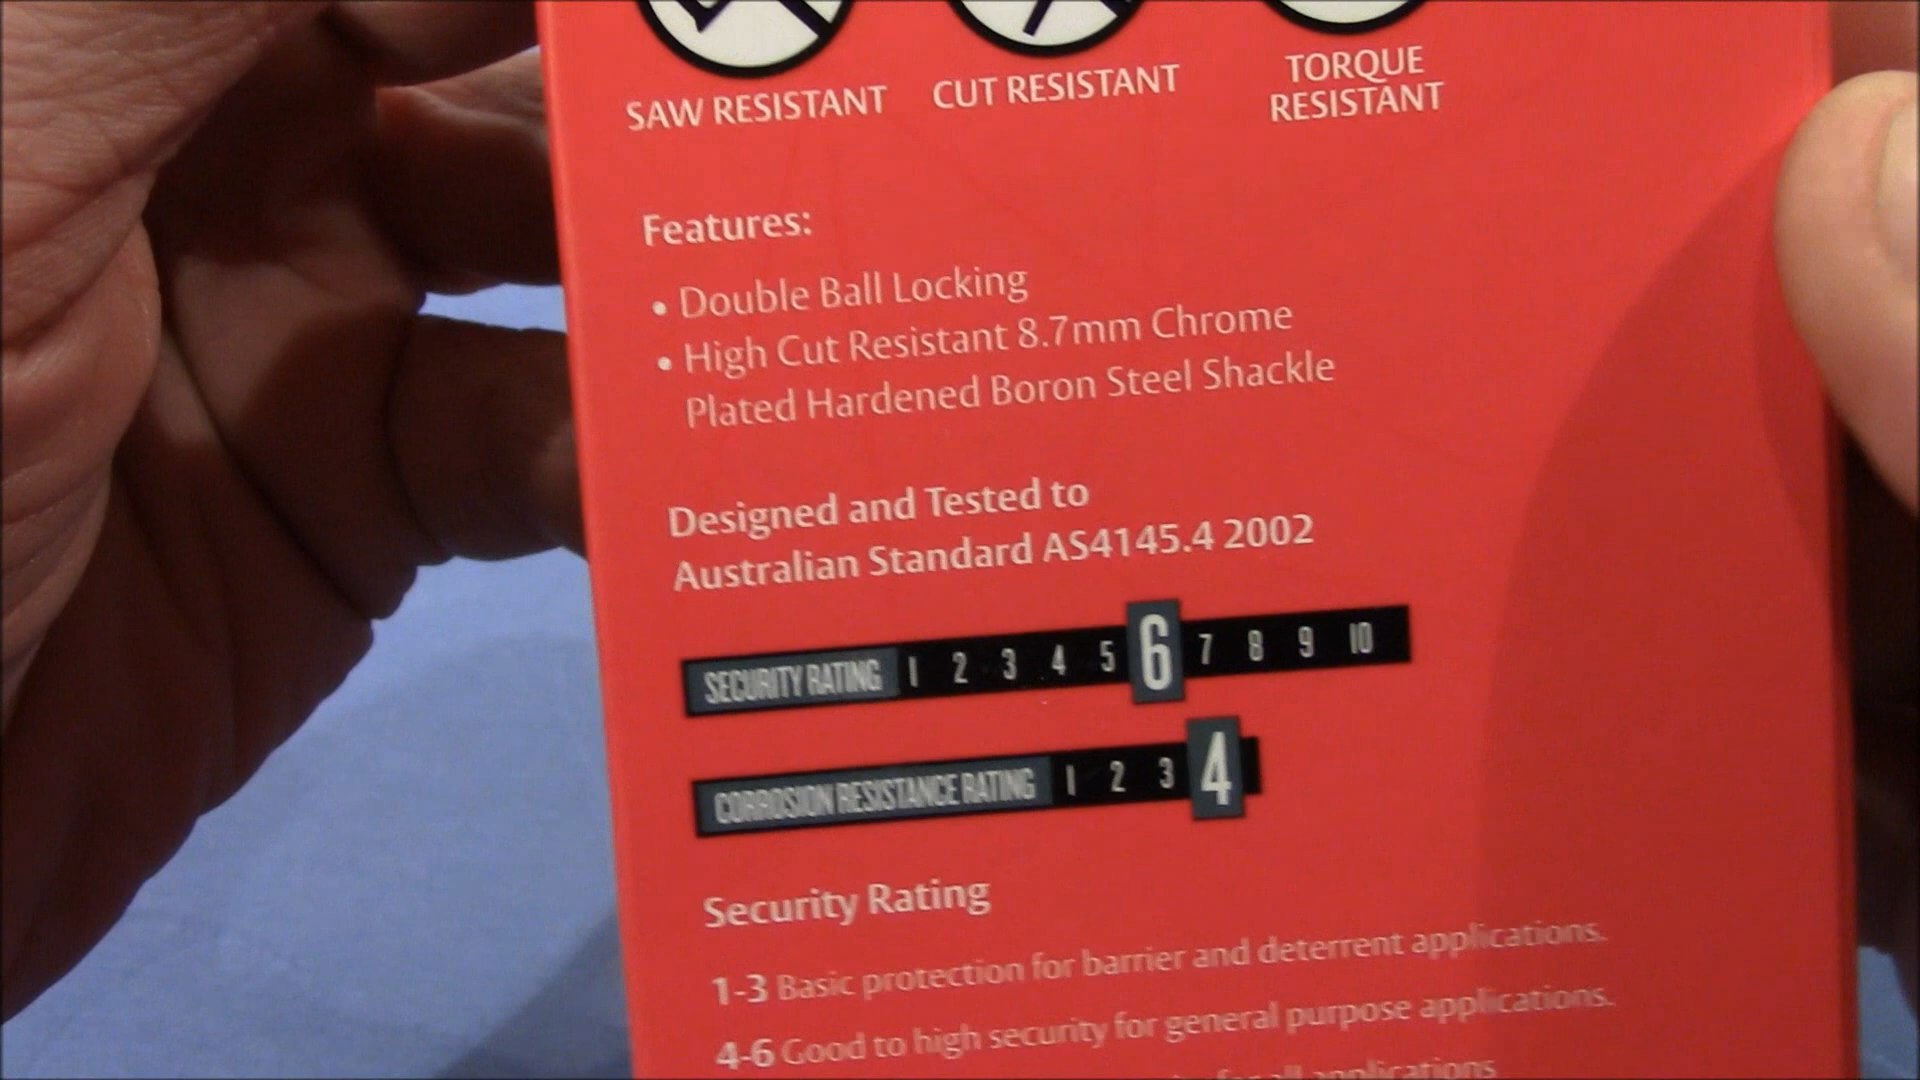 SAW RESISTANT CUT RESISTANT TORQUE RESISTANT
Features:
• Double Ball Locking
• High Cut Resistant 8.7mm Chrome
Plated Hardened Boron Steel Shackle
Designed and Tested to
Australian Standard AS4145.4 2002
SECURITY RATING 1 2 3 4 5 6 7 8 9 10
CORROSION RESISTANCE RATING 1 2 3 4
Security Rating
1-3 Basic protection for barrier and deterrent applications.
4-6 Good to high security for general purpose applications.
for all applications